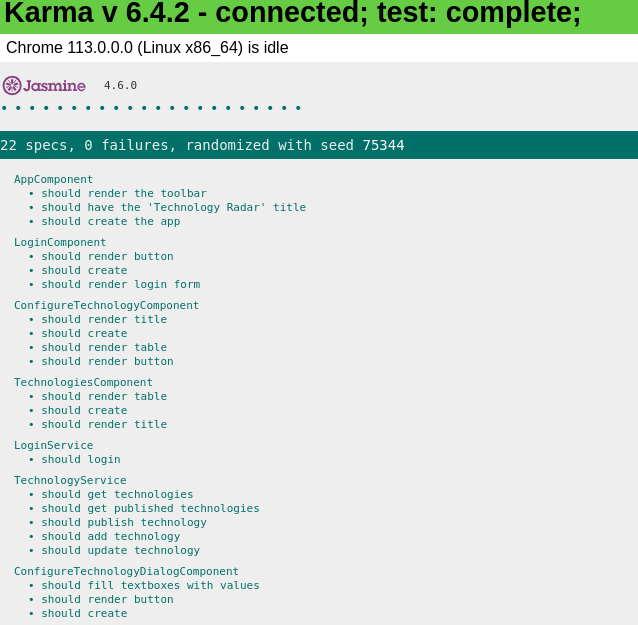 Karma v 6.4.2 - connected; test: complete;
Chrome 113.0.0.0 (Linux x86_64) is idle
Jasmine 4.6.0
• • • • • • • • • • • • • • • • • • • • • •
22 specs, 0 failures, randomized with seed 75344
AppComponent
• should render the toolbar
• should have the 'Technology Radar' title
• should create the app
LoginComponent
• should render button
• should create
• should render login form
ConfigureTechnologyComponent
• should render title
• should create
• should render table
• should render button
TechnologiesComponent
• should render table
• should create
• should render title
LoginService
• should login
TechnologyService
• should get technologies
• should get published technologies
• should publish technology
• should add technology
• should update technology
ConfigureTechnologyDialogComponent
• should fill textboxes with values
• should render button
• should create